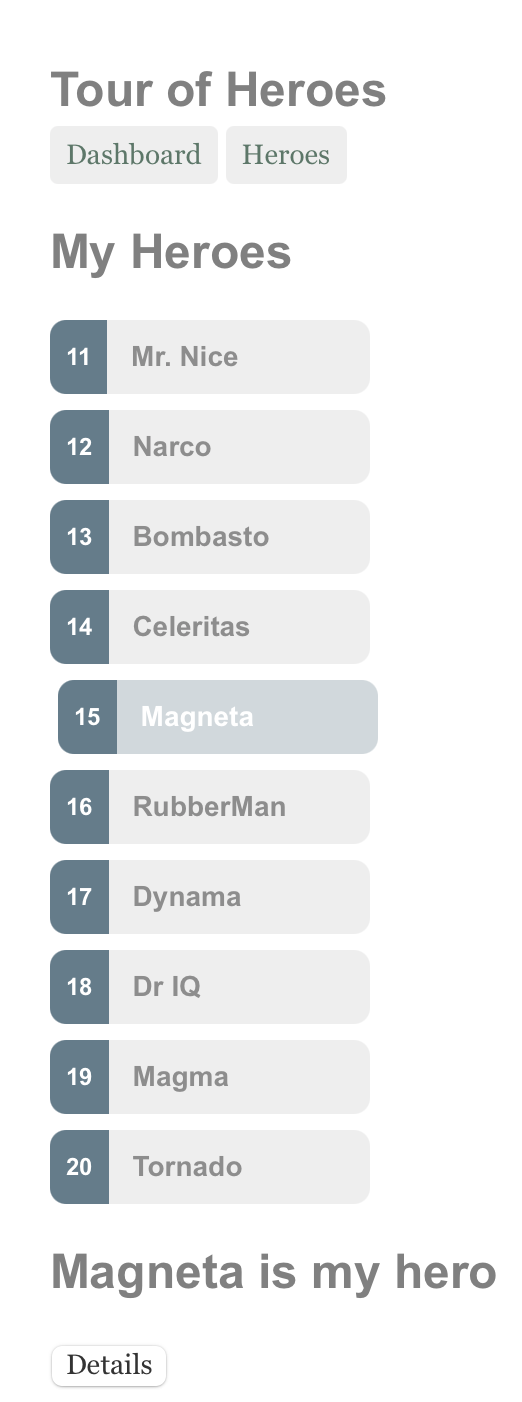 Tour of Heroes
Dashboard Heroes
My Heroes
11 Mr. Nice
12 Narco
13 Bombasto
14 Celeritas
15 Magneta
16 RubberMan
17 Dynama
18 Dr IQ
19 Magma
20 Tornado
Magneta is my hero
Details